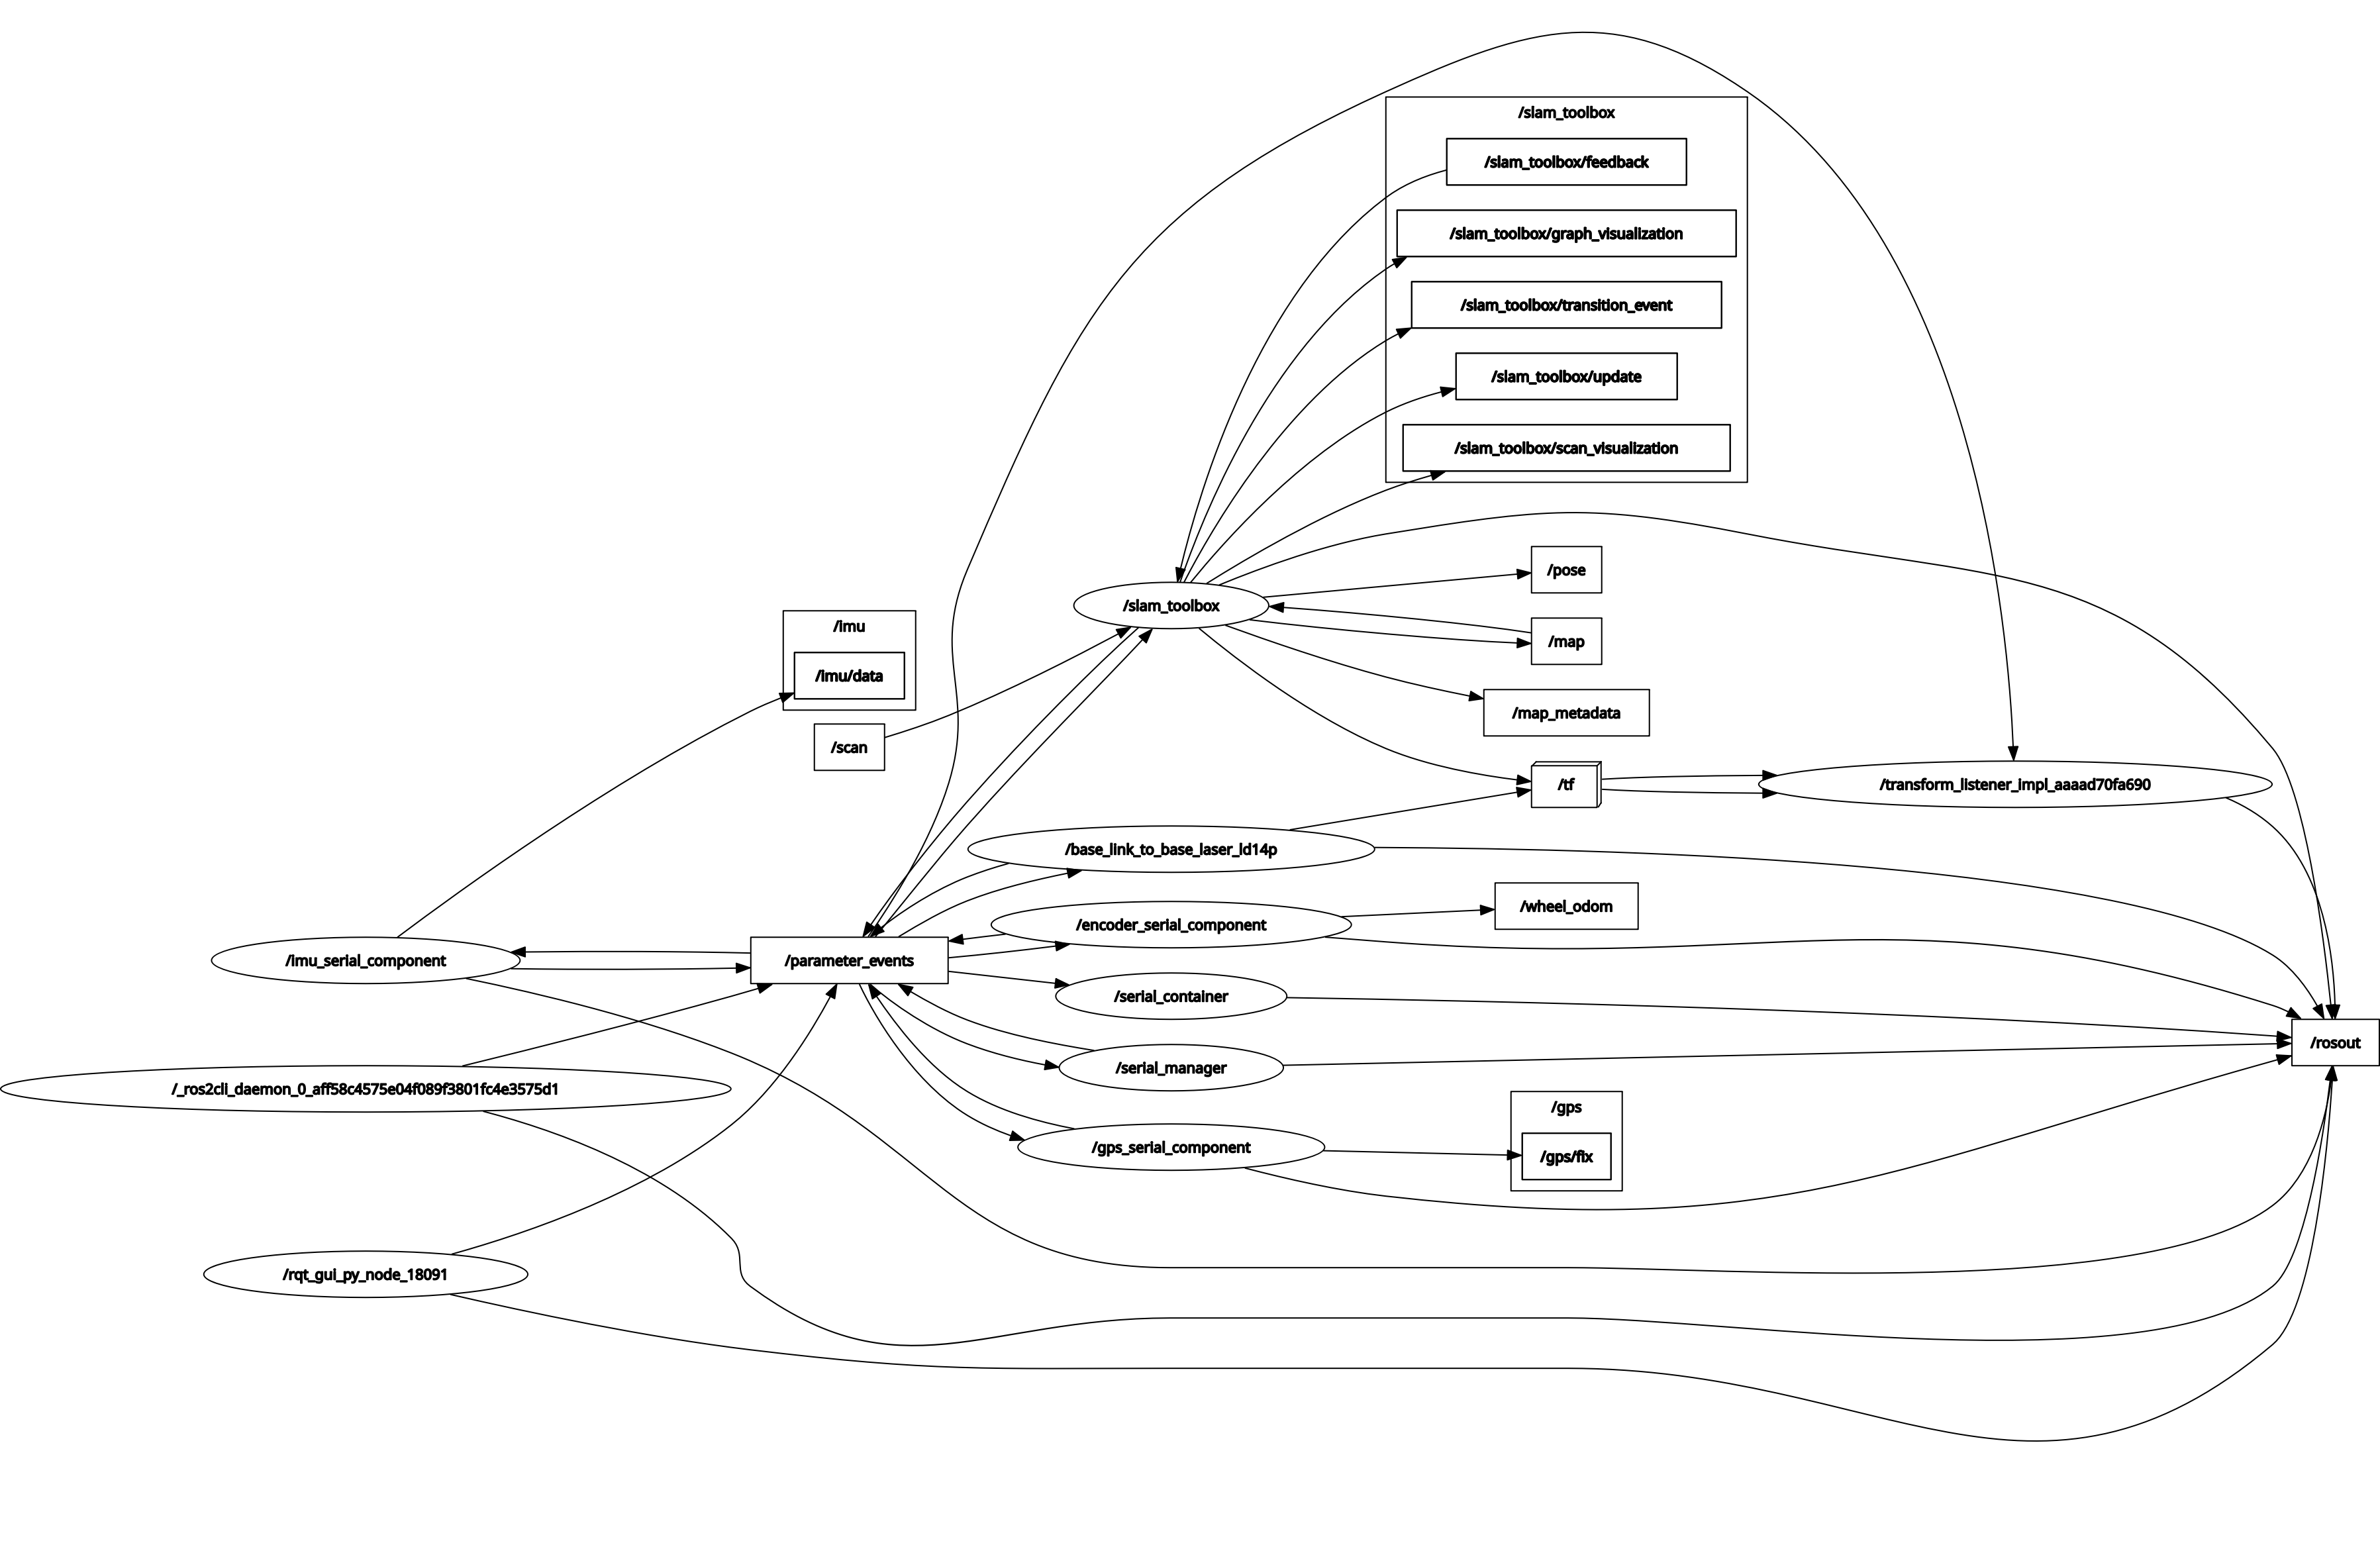 /slam_toolbox
/slam_toolbox/feedback
/slam_toolbox/graph_visualization
/slam_toolbox/transition_event
/slam_toolbox/update
/slam_toolbox/scan_visualization
/pose
/slam_toolbox
/imu
/map
/imu/data
/map_metadata
/scan
/tf
/transform_listener_impl_aaaad70fa690
/base_link_to_base_laser_ld14p
/wheel_odom
/encoder_serial_component
/imu_serial_component
/parameter_events
/serial_container
/rosout
/serial_manager
/_ros2cli_daemon_0_aff58c4575e04f089f3801fc4e3575d1
/gps
/gps_serial_component
/gps/fix
/rqt_gui_py_node_18091